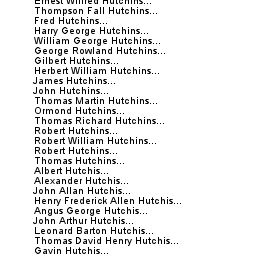 Ernest Wilfred Hutchins...
Thompson Fall Hutchins...
Fred Hutchins...
Harry George Hutchins...
William George Hutchins...
George Rowland Hutchins...
Gilbert Hutchins...
Herbert William Hutchins...
James Hutchins...
John Hutchins...
Thomas Martin Hutchins...
Ormond Hutchins...
Thomas Richard Hutchins...
Robert Hutchins...
Robert William Hutchins...
Robert Hutchins...
Thomas Hutchins...
Albert Hutchis...
Alexander Hutchis...
John Allan Hutchis...
Henry Frederick Allen Hutchis...
Angus George Hutchis...
John Arthur Hutchis...
Leonard Barton Hutchis...
Thomas David Henry Hutchis...
Gavin Hutchis...